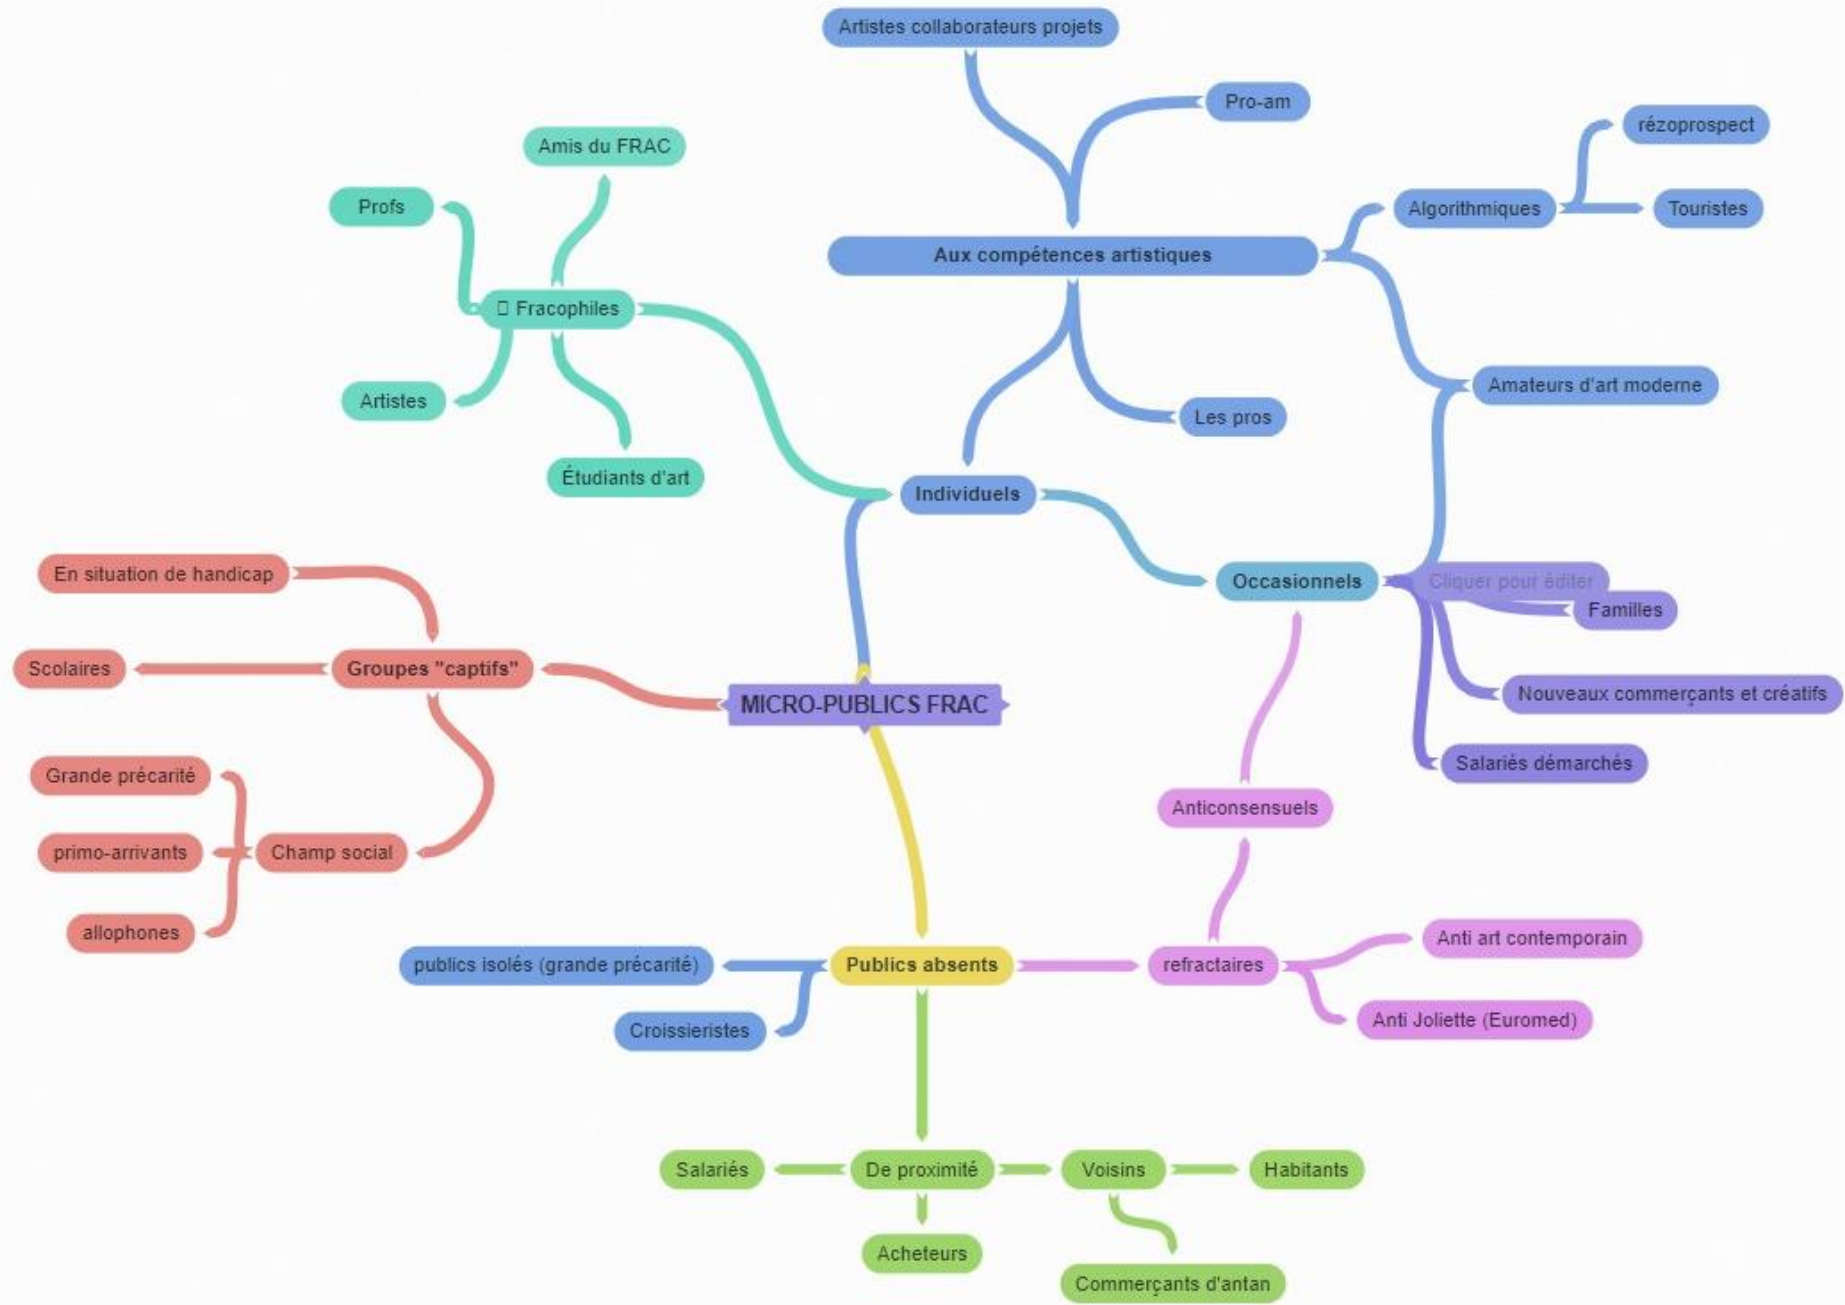 Artistes collaborateurs projets
Pro-am
rézoprospect
Amis du FRAC
Profs
Algorithmiques
Touristes
Aux compétences artistiques
Fracophiles
Amateurs d'art moderne
Artistes
Les pros
Étudiants d'art
Individuels
En situation de handicap
Occasionnels
Cliquer pour éditer
Familles
Scolaires
Groupes "captifs"
Nouveaux commerçants et créatifs
MICRO-PUBLICS FRAC
Salariés démarchés
Grande précarité
Anticonsensuels
primo-arrivants
Champ social
allophones
Anti art contemporain
publics isolés (grande précarité)
Publics absents
refractaires
Croissieristes
Anti Joliette (Euromed)
Salariés
De proximité
Voisins
Habitants
Acheteurs
Commerçants d'antan